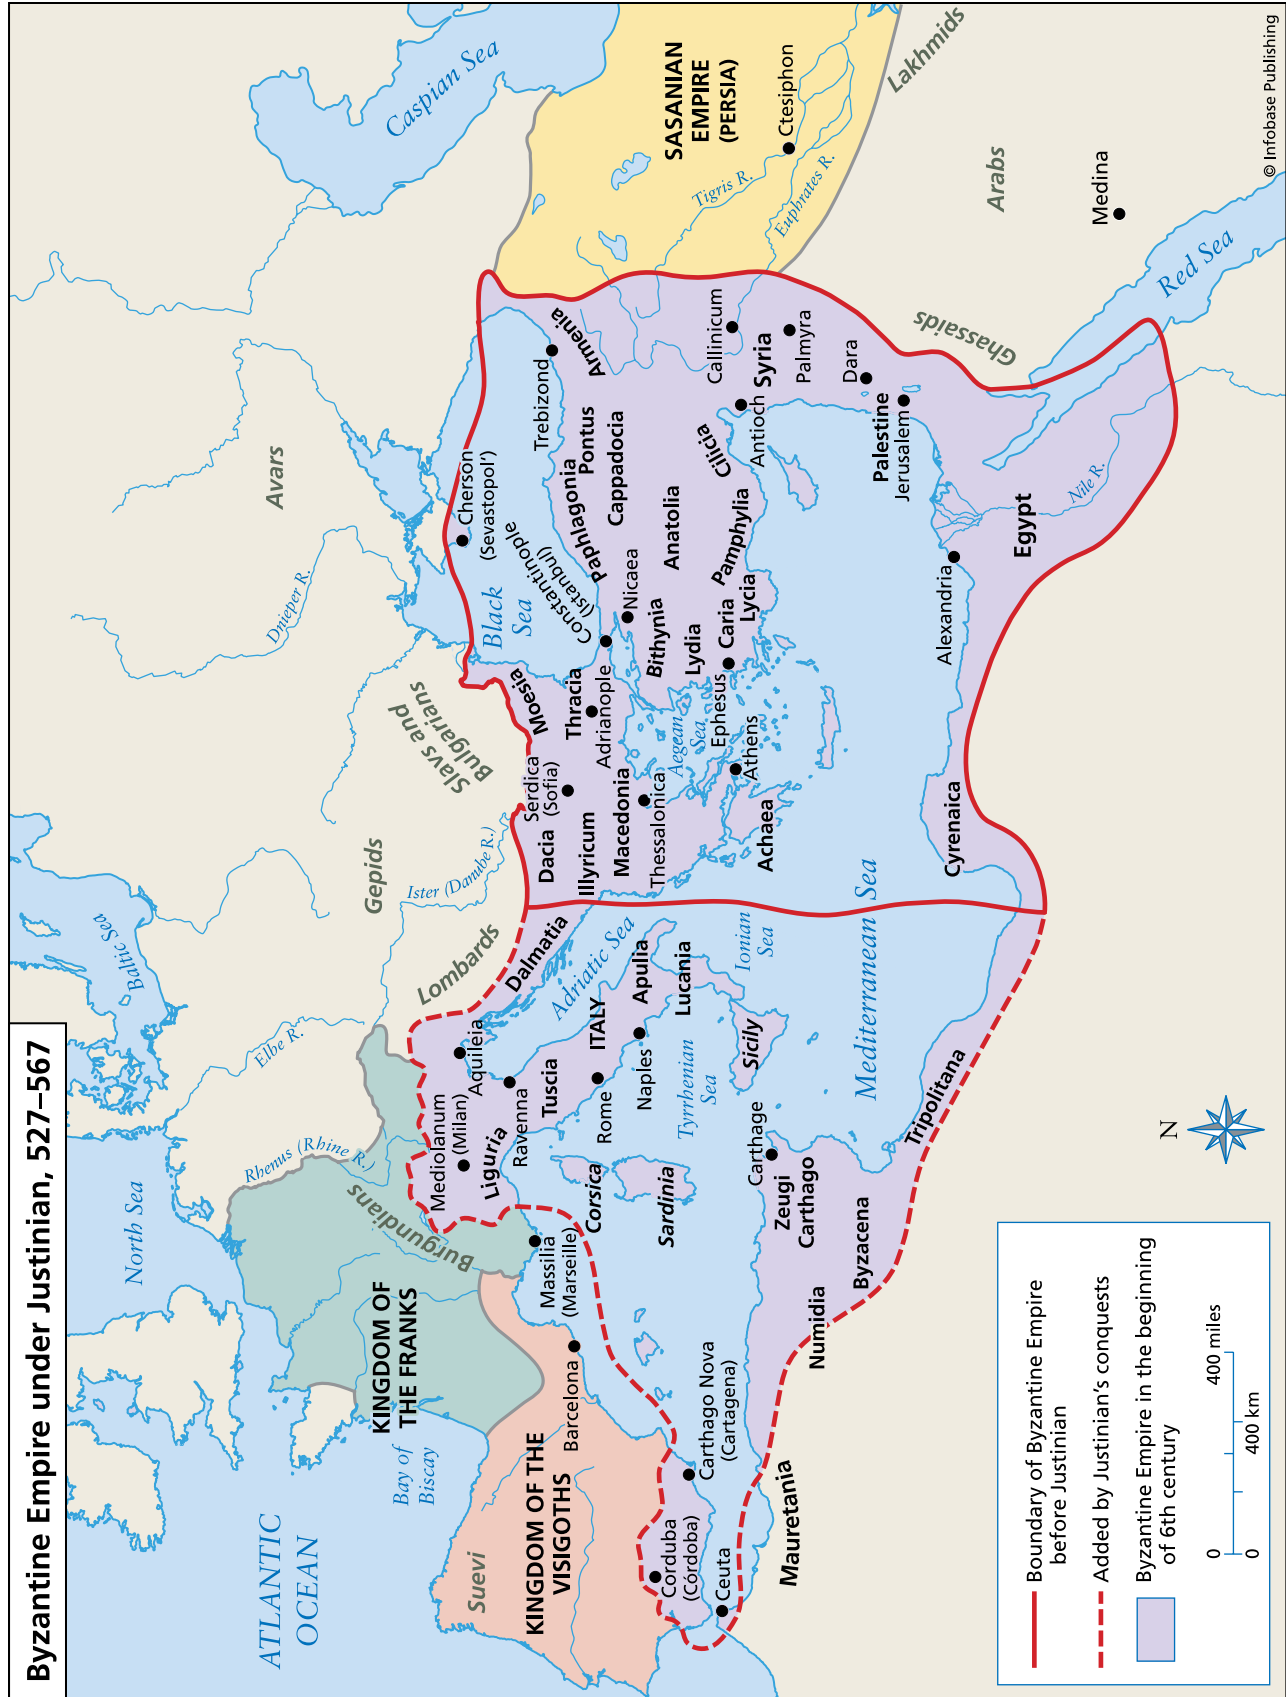 Byzantine Empire under Justinian, 527–567
ATLANTIC
OCEAN
North Sea
Baltic Sea
Bay of
Biscay
Elbe R.
Rhenus (Rhine R.)
Ister (Danube R.)
Dnieper R.
Caspian Sea
Black
Sea
Avars
Gepids
Lombards
Slavs and
Bulgarians
Burgundians
KINGDOM OF
THE FRANKS
Suevi
KINGDOM OF THE
VISIGOTHS
Barcelona
Massilia
(Marseille)
Corduba
(Córdoba)
Carthago Nova
(Cartagena)
Ceuta
Mauretania
Numidia
Byzacena
Zeugi
Carthago
Carthage
Tripolitana
Mediolanum
(Milan)
Liguria
Aquileia
Ravenna
Tuscia
ITALY
Rome
Naples
Apulia
Lucania
Corsica
Sardinia
Sicily
Tyrrhenian
Sea
Adriatic Sea
Ionian
Sea
Mediterranean Sea
Dalmatia
Dacia
Serdica
(Sofia)
Illyricum
Macedonia
Thessalonica
Moesia
Thracia
Adrianople
Achaea
Athens
Aegean
Sea
Ephesus
Constantinople
(Istanbul)
Cherson
(Sevastopol')
Nicaea
Bithynia
Lydia
Caria
Lycia
Paphlagonia
Pontus
Cappadocia
Anatolia
Pamphylia
Cilicia
Trebizond
Armenia
Antioch
Callinicum
Syria
Palmyra
Dara
Palestine
Jerusalem
Alexandria
Egypt
Nile R.
Cyrenaica
SASANIAN
EMPIRE
(PERSIA)
Ctesiphon
Tigris R.
Euphrates R.
Lakhmids
Ghassaids
Arabs
Medina
Red Sea
N
Boundary of Byzantine Empire
before Justinian
Added by Justinian's conquests
Byzantine Empire in the beginning
of 6th century
0 400 miles
0 400 km
© Infobase Publishing